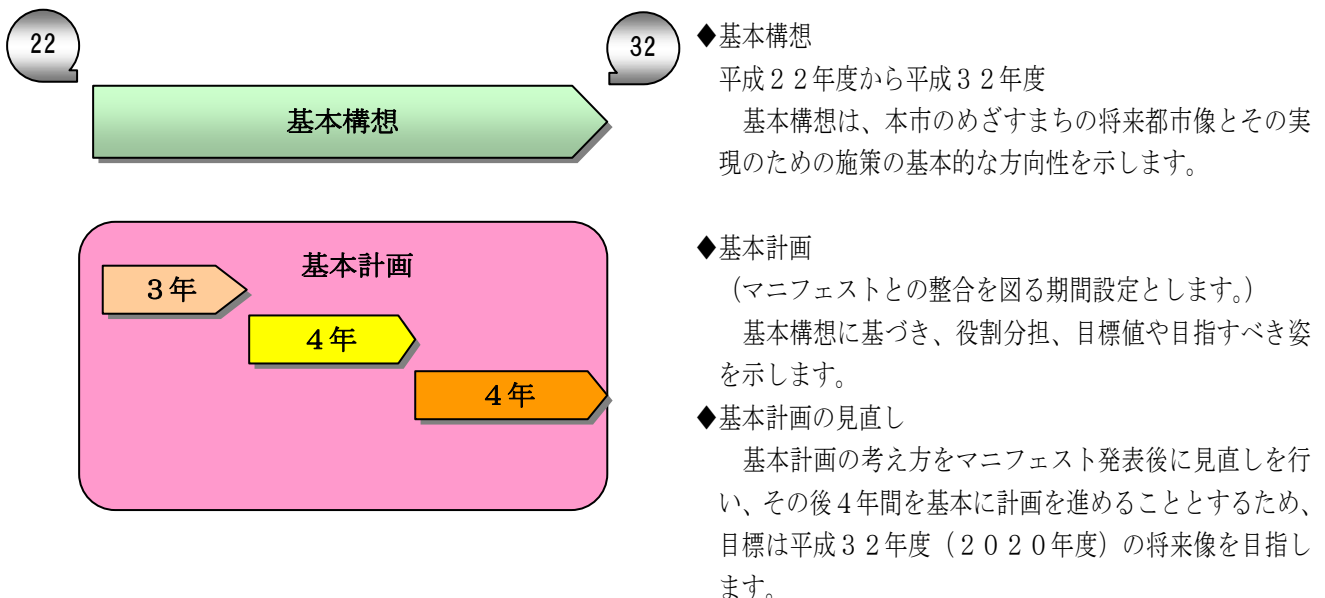 22
32
基本構想
基本計画
３年
４年
４年
◆基本構想
平成２２年度から平成３２年度
基本構想は、本市のめざすまちの将来都市像とその実
現のための施策の基本的な方向性を示します。
◆基本計画
（マニフェストとの整合を図る期間設定とします。）
基本構想に基づき、役割分担、目標値や目指すべき姿
を示します。
◆基本計画の見直し
基本計画の考え方をマニフェスト発表後に見直しを行
い、その後４年間を基本に計画を進めることとするため、
目標は平成３２年度（２０２０年度）の将来像を目指し
ます。